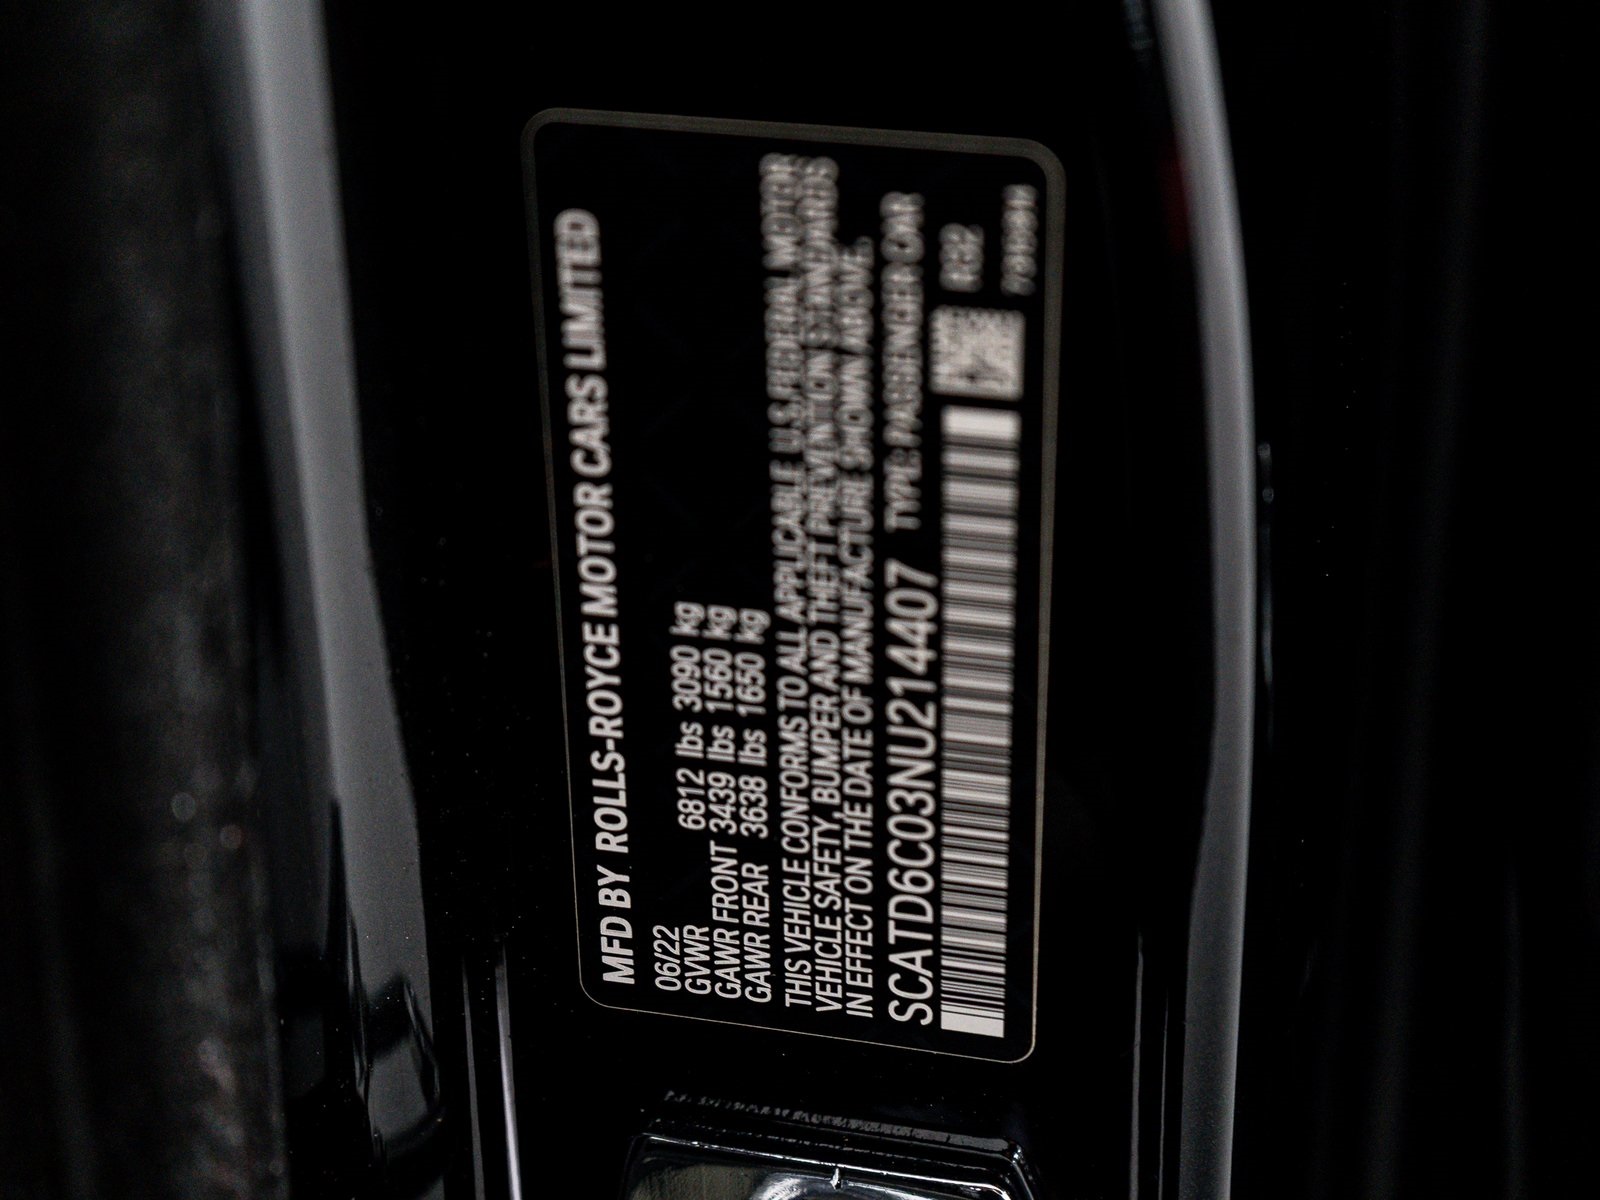 MFD BY ROLLS-ROYCE MOTOR CARS LIMITED
06/22
GVWR 6812 lbs 3090 kg
GAWR FRONT 3439 lbs 1560 kg
GAWR REAR 3638 lbs 1650 kg
THIS VEHICLE CONFORMS TO ALL APPLICABLE U.S. FEDERAL MOTOR
VEHICLE SAFETY, BUMPER AND THEFT PREVENTION STANDARDS
IN EFFECT ON THE DATE OF MANUFACTURE SHOWN ABOVE.
SCATD6C03NU214407 TYPE: PASSENGER CAR